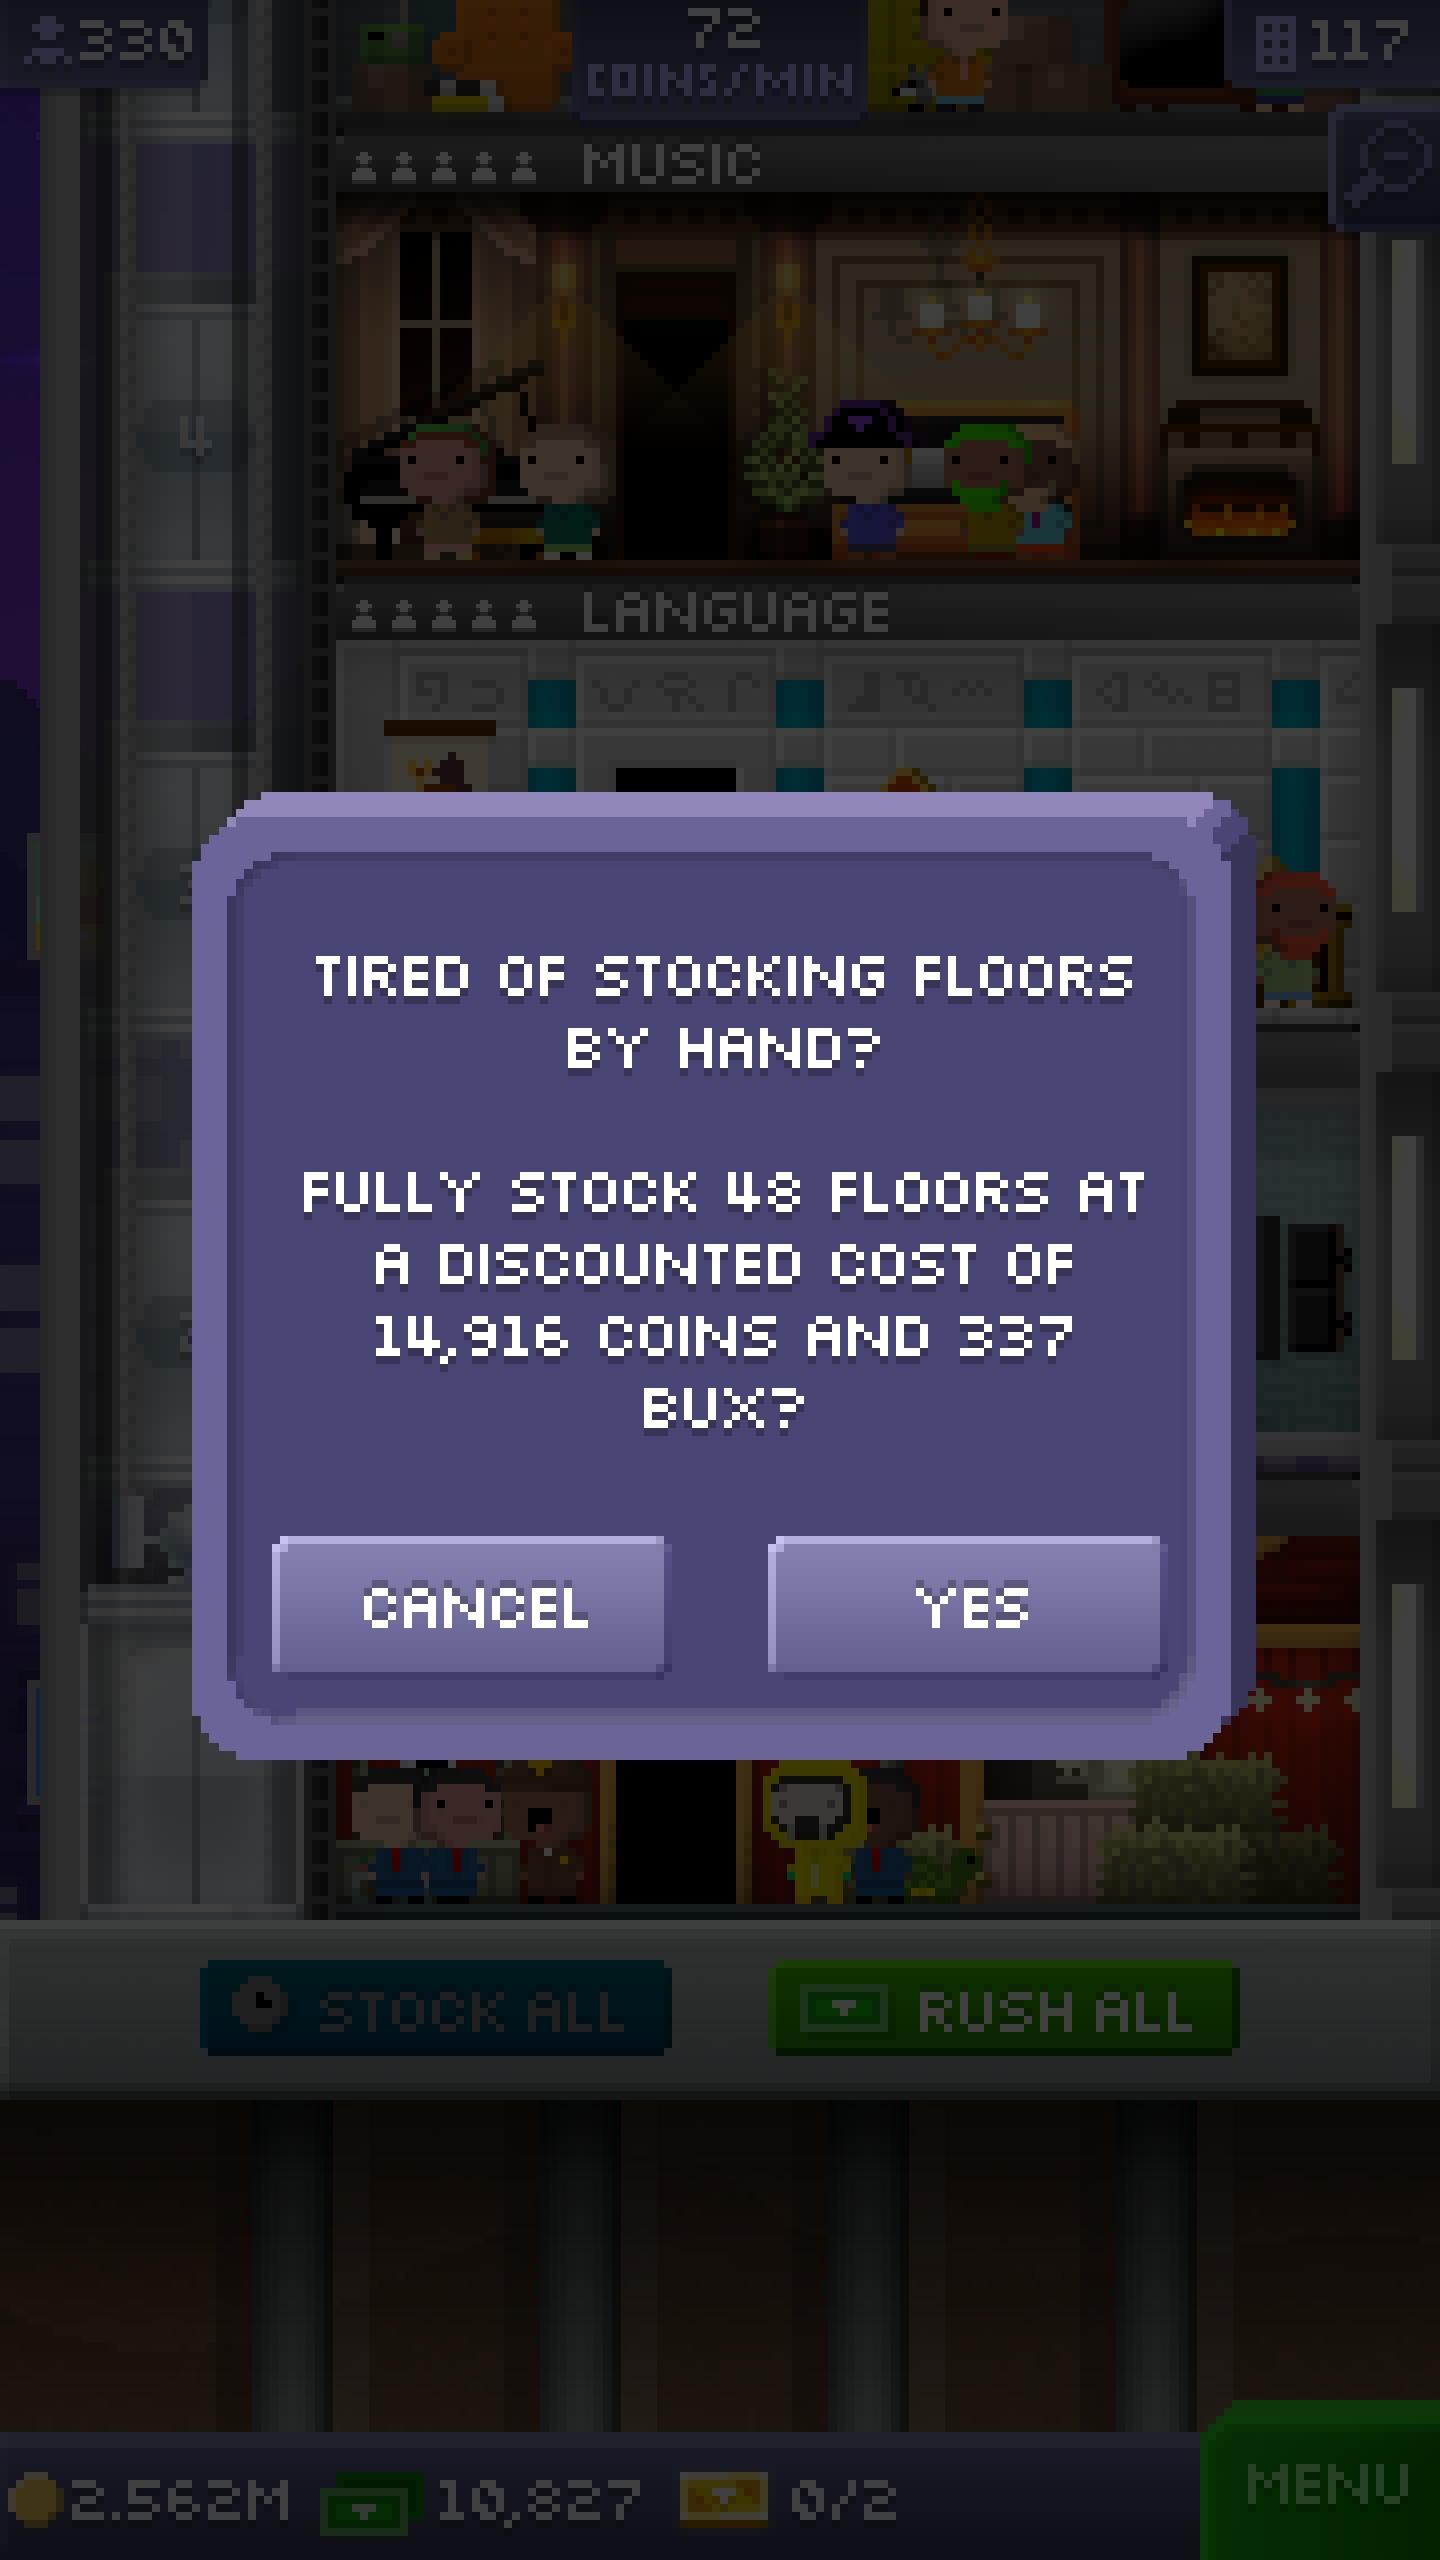 330
72
COINS/MIN
117
MUSIC
4
LANGUAGE
TIRED OF STOCKING FLOORS
BY HAND?
FULLY STOCK 48 FLOORS AT
A DISCOUNTED COST OF
14,916 COINS AND 337
BUX?
CANCEL
YES
STOCK ALL
RUSH ALL
2.562M
10,827
0/2
MENU